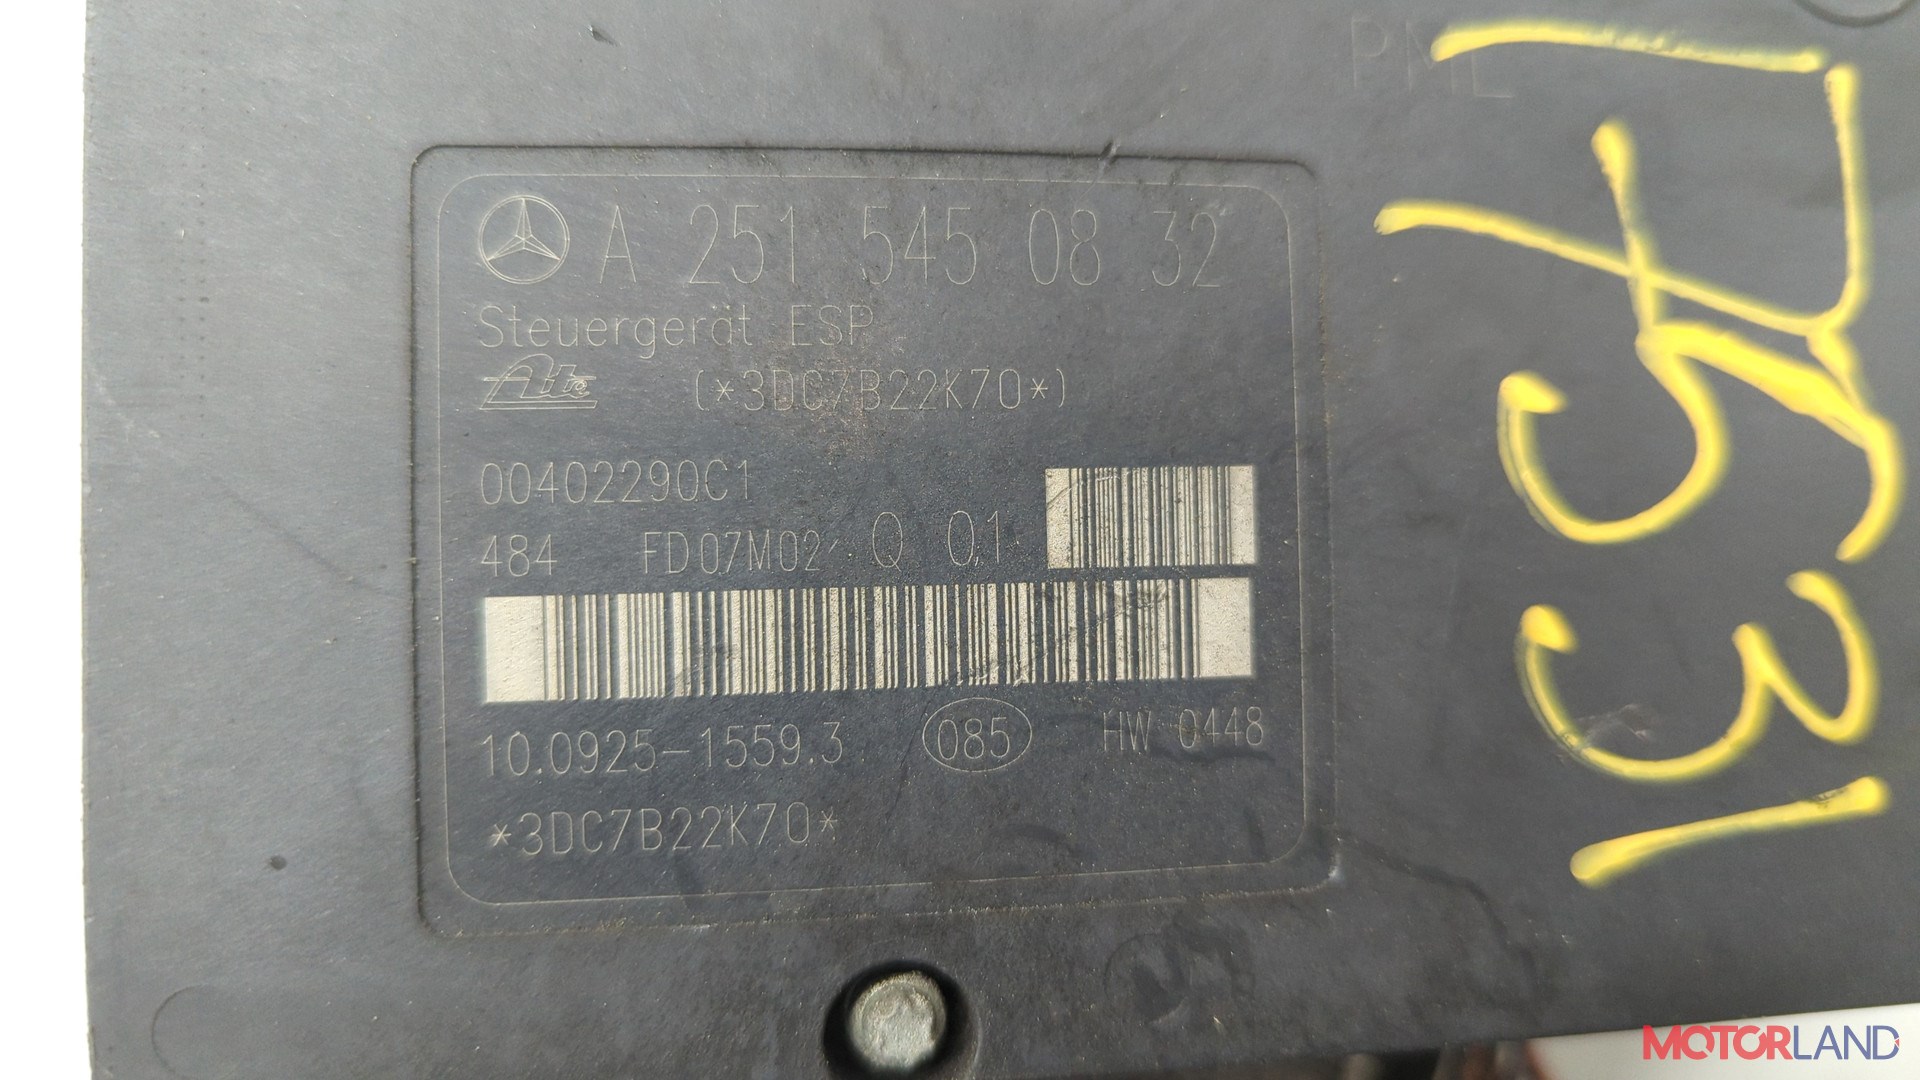 PML
A 251 545 08 32
Steuergerät ESP
Ate (*3DC7B22K70*)
00402290C1
484 FD07M02 Q 01
10.0925-1559.3 085 HW 0448
*3DC7B22K70*
MOTORLAND